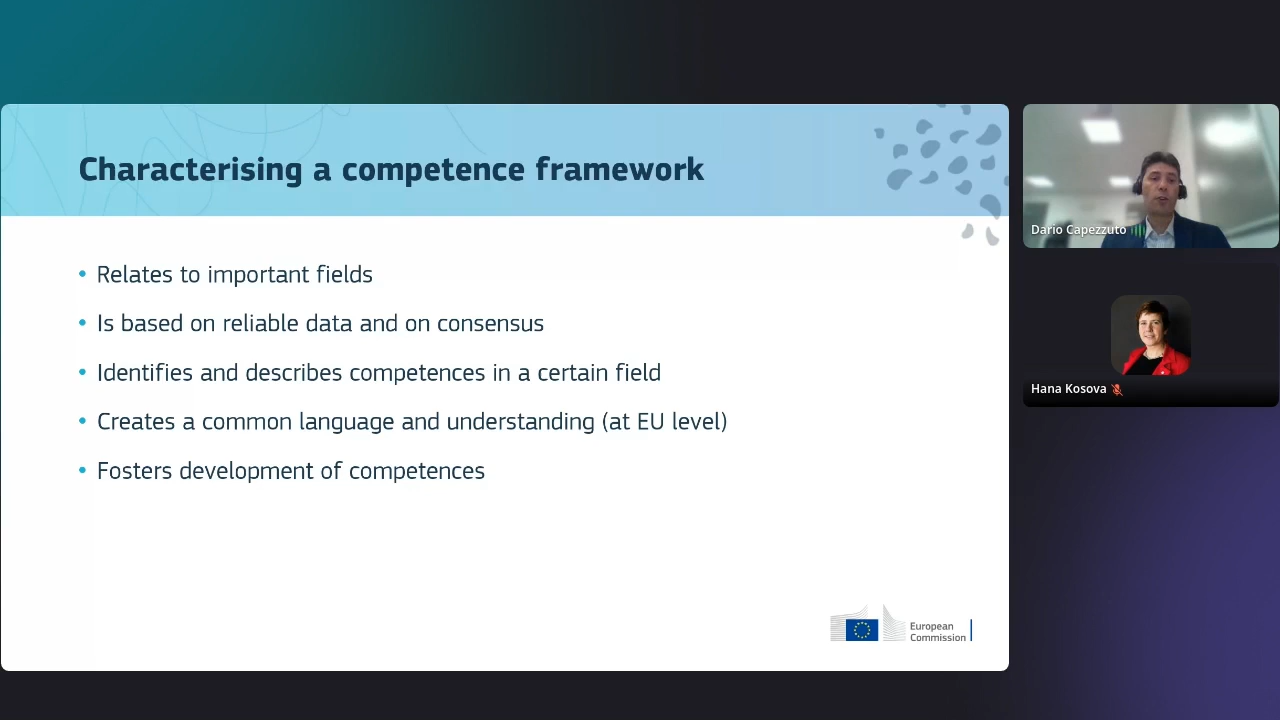 Characterising a competence framework
• Relates to important fields
• Is based on reliable data and on consensus
• Identifies and describes competences in a certain field
• Creates a common language and understanding (at EU level)
• Fosters development of competences
European
Commission
Dario Capezzuto
Hana Kosova